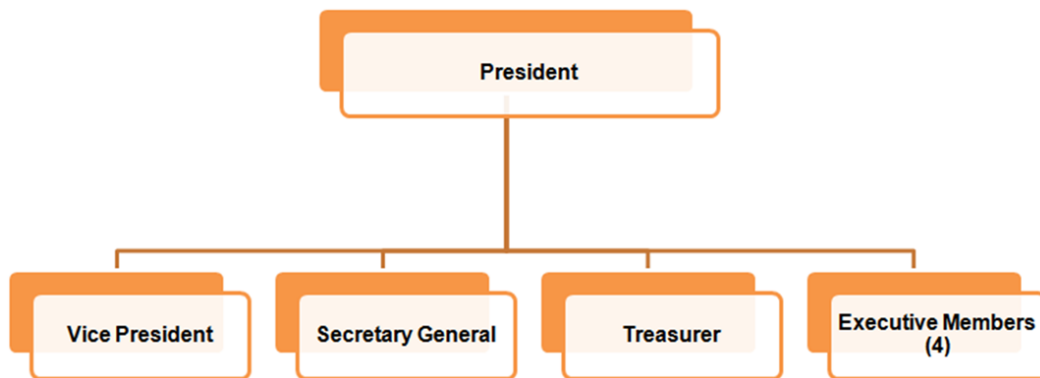 President
Vice President
Secretary General
Treasurer
Executive Members
(4)